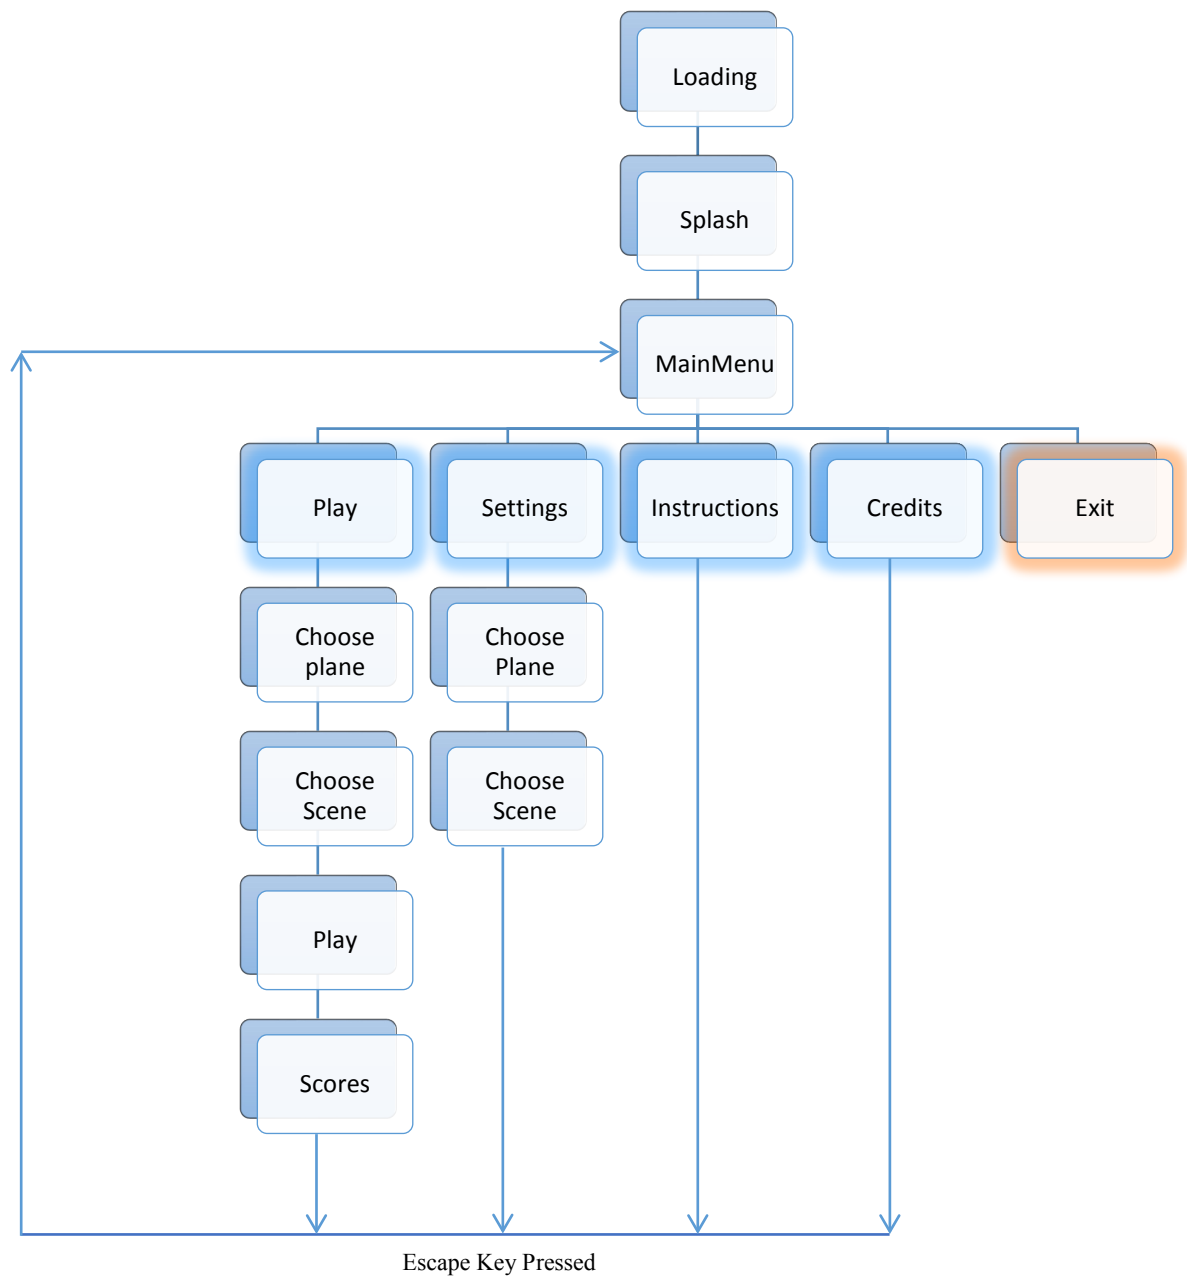 Loading
Splash
MainMenu
Play
Settings
Instructions
Credits
Exit
Choose
plane
Choose
Plane
Choose
Scene
Choose
Scene
Play
Scores
Escape Key Pressed